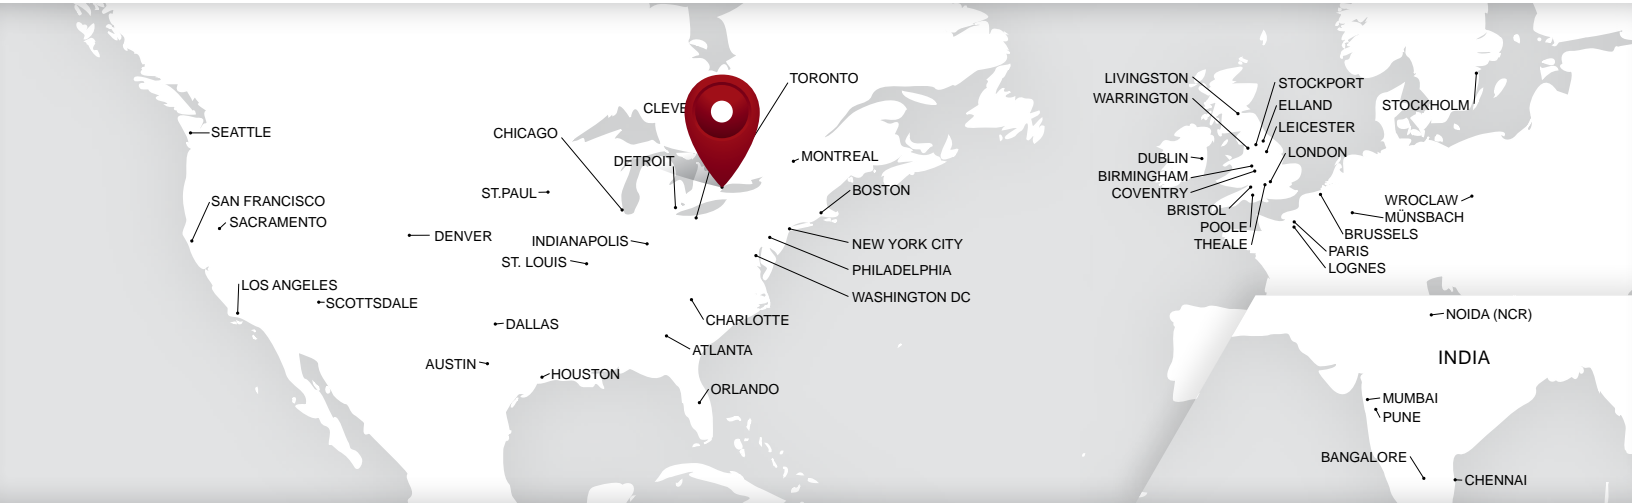 TORONTO
CLEVE
CHICAGO
SEATTLE
DETROIT
MONTREAL
ST.PAUL
BOSTON
SAN FRANCISCO
SACRAMENTO
DENVER
INDIANAPOLIS
NEW YORK CITY
ST. LOUIS
PHILADELPHIA
LOS ANGELES
SCOTTSDALE
WASHINGTON DC
CHARLOTTE
DALLAS
ATLANTA
AUSTIN
HOUSTON
ORLANDO
LIVINGSTON
STOCKPORT
WARRINGTON
ELLAND
STOCKHOLM
LEICESTER
DUBLIN
LONDON
BIRMINGHAM
COVENTRY
WROCLAW
BRISTOL
MÜNSBACH
POOLE
BRUSSELS
THEALE
PARIS
LOGNES
NOIDA (NCR)
INDIA
MUMBAI
PUNE
BANGALORE
CHENNAI